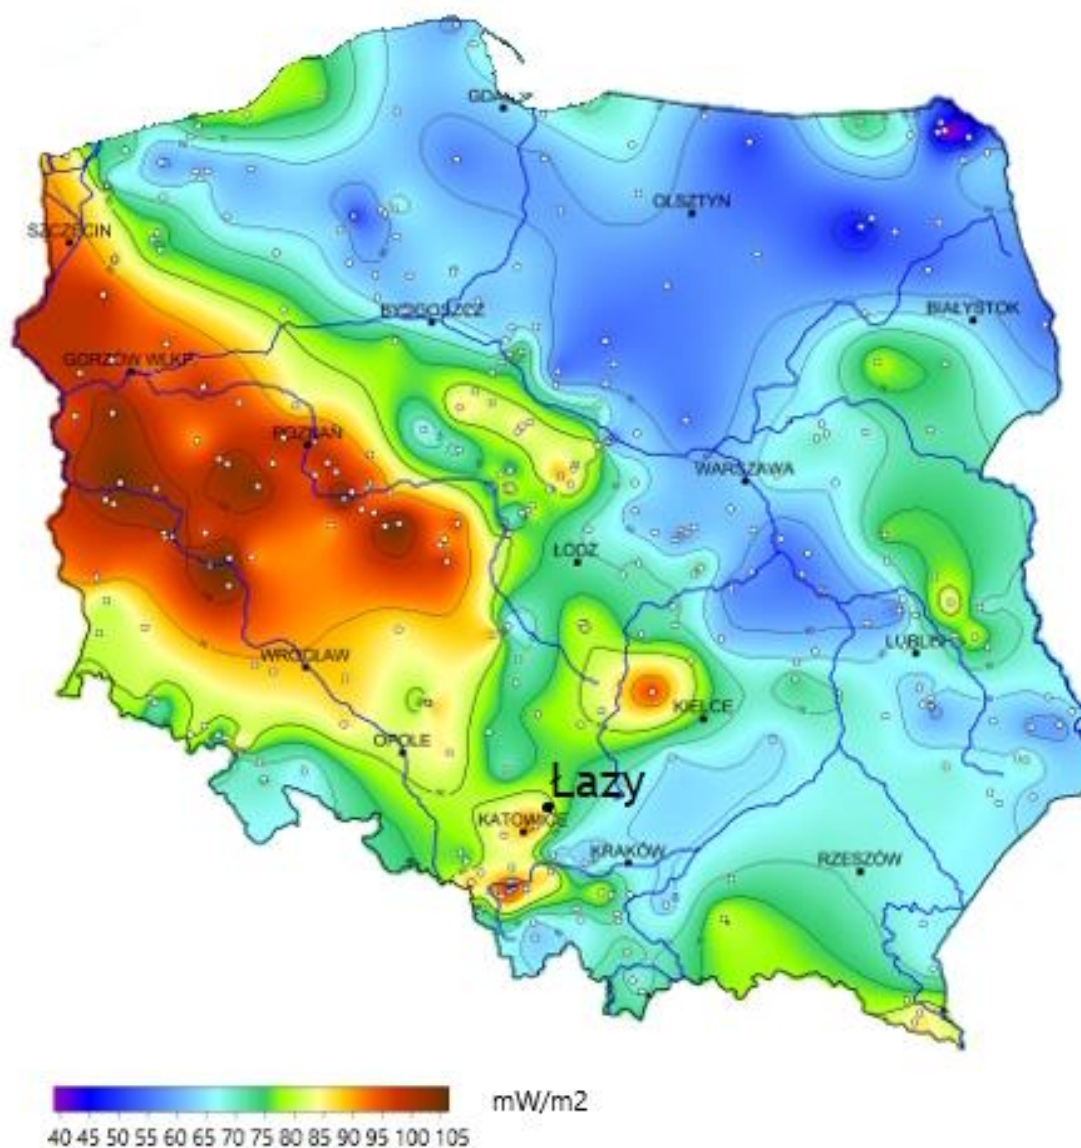 GDAŃSK
OLSZTYN
SZCZECIN
BYDGOSZCZ
BIAŁYSTOK
GORZÓW WLKP
POZNAŃ
WARSZAWA
ŁÓDŹ
LUBLIN
WROCŁAW
KIELCE
OPOLE
Łazy
KATOWICE
KRAKÓW
RZESZÓW
mW/m2
40 45 50 55 60 65 70 75 80 85 90 95 100 105